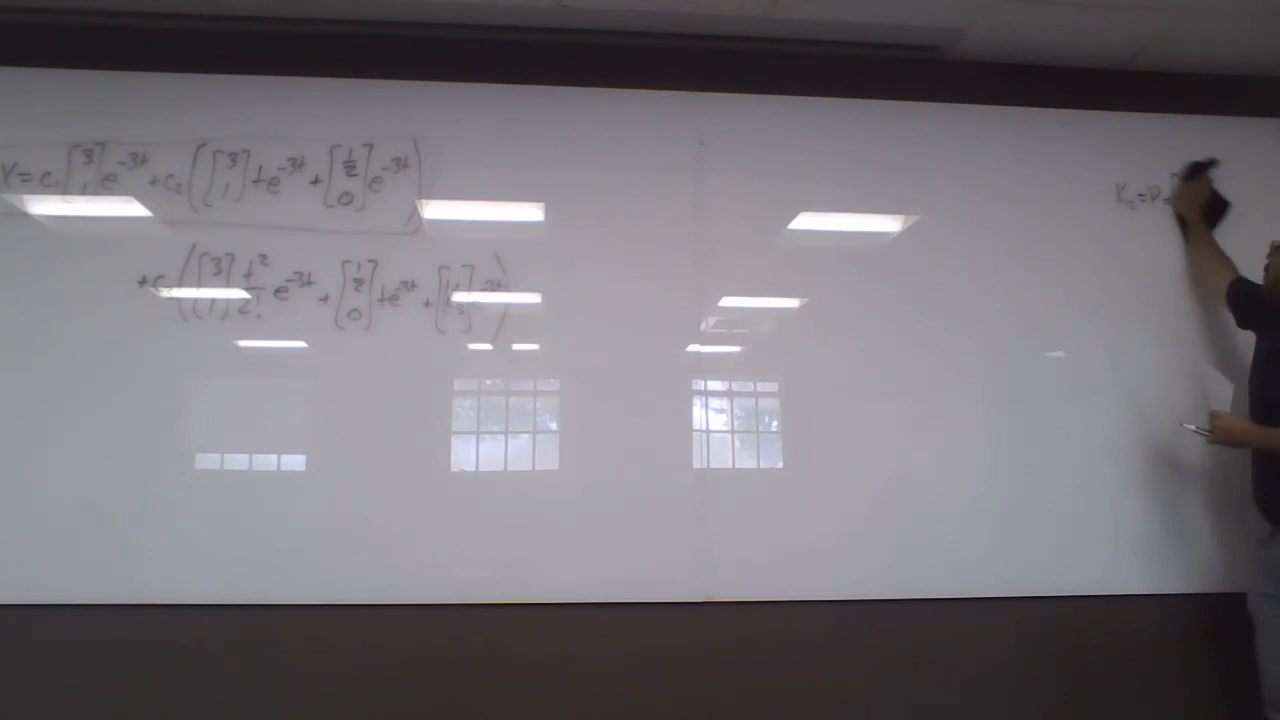 X = c₁[3 1]e^{-3t} + c₂([3 1]te^{-3t} + [1/2 0]e^{-3t})
+ c₃([3 1] t²/2! e^{-3t} + [1/2 0]te^{-3t} + [ ]e^{-3t})
K₂ = P =